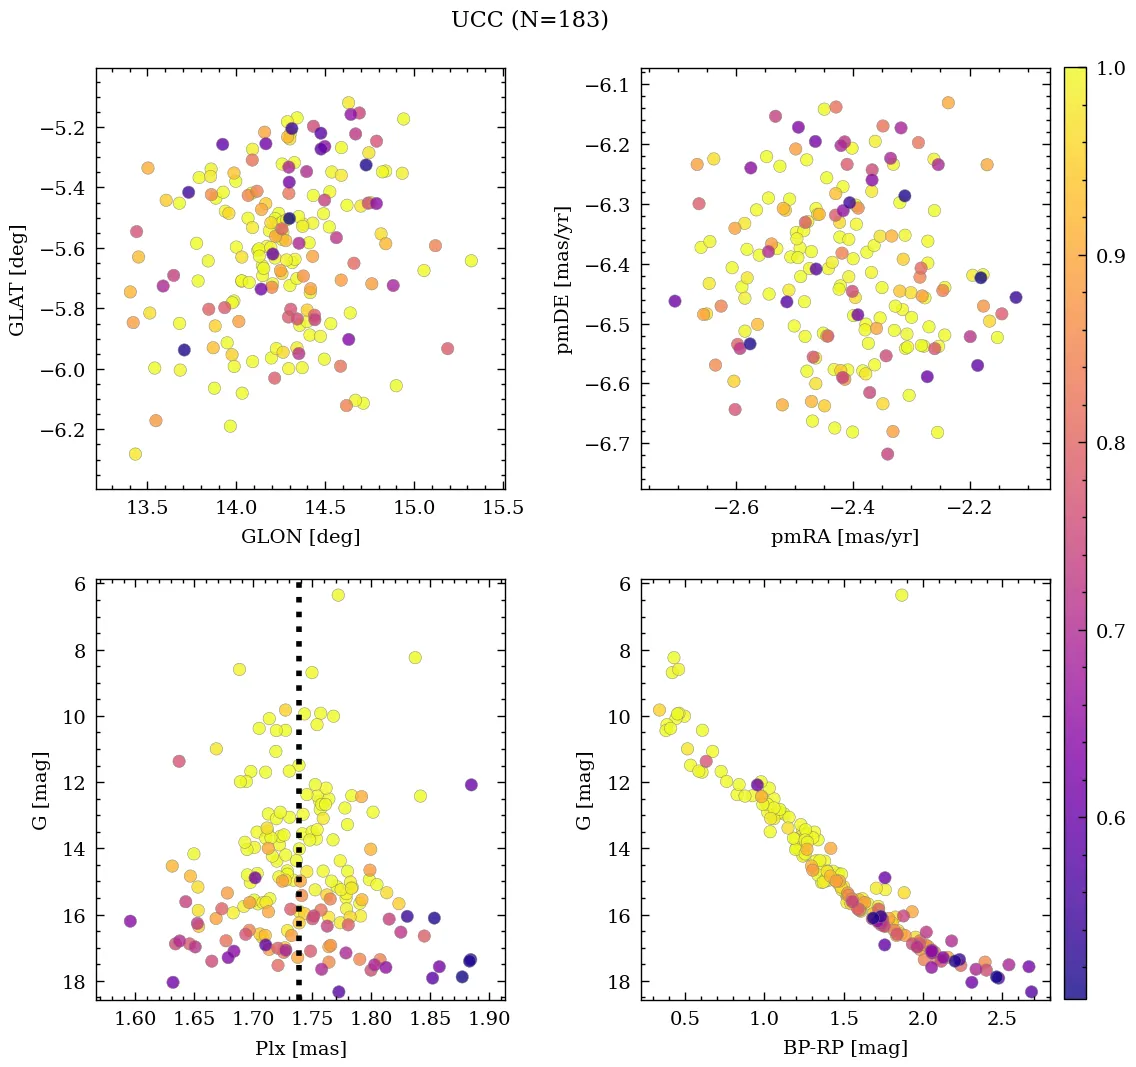 UCC (N=183)
−5.2
−5.4
−5.6
−5.8
−6.0
−6.2
GLAT [deg]
13.5 14.0 14.5 15.0 15.5
GLON [deg]
−6.1
−6.2
−6.3
−6.4
−6.5
−6.6
−6.7
pmDE [mas/yr]
−2.6 −2.4 −2.2
pmRA [mas/yr]
6
8
10
12
14
16
18
G [mag]
1.60 1.65 1.70 1.75 1.80 1.85 1.90
Plx [mas]
6
8
10
12
14
16
18
G [mag]
0.5 1.0 1.5 2.0 2.5
BP-RP [mag]
1.0
0.9
0.8
0.7
0.6